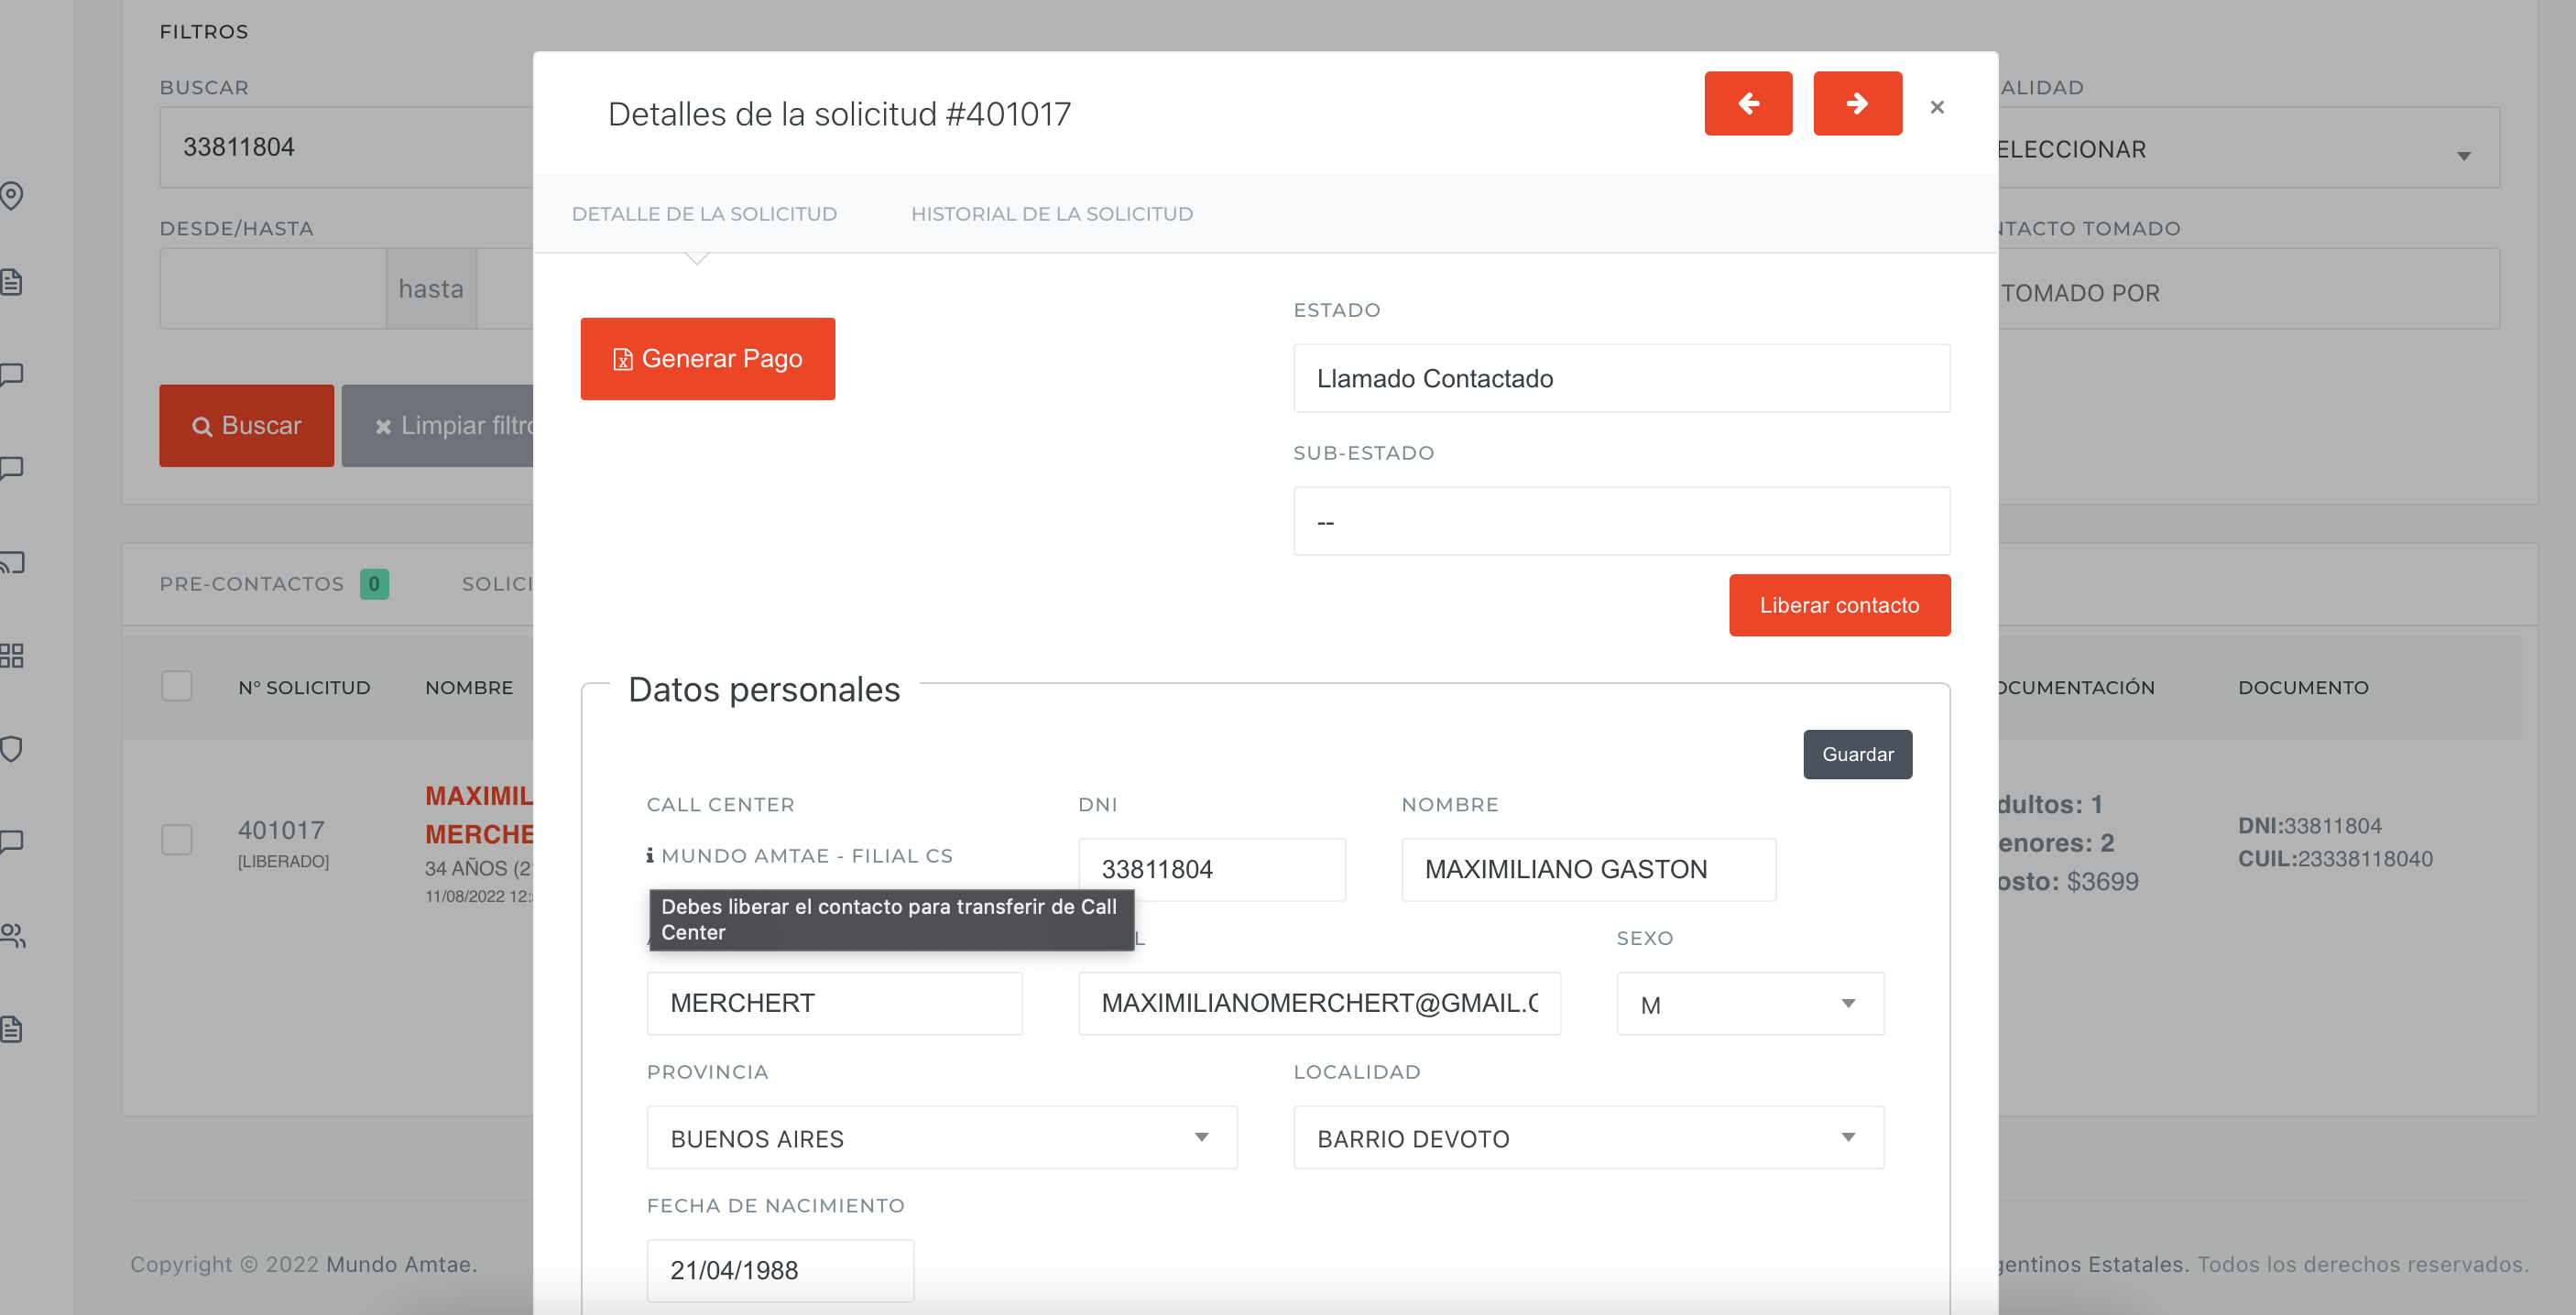 FILTROS
BUSCAR
33811804
DESDE/HASTA
hasta
Buscar
Limpiar filtro
ALIDAD
ELECCIONAR
NTACTO TOMADO
TOMADO POR
PRE-CONTACTOS 0
SOLICI
N° SOLICITUD
NOMBRE
OCUMENTACIÓN
DOCUMENTO
401017
[LIBERADO]
MAXIMIL
MERCHE
34 AÑOS (2
11/08/2022 12:
dultos: 1
enores: 2
osto: $3699
DNI:33811804
CUIL:23338118040
Detalles de la solicitud #401017
×
DETALLE DE LA SOLICITUD
HISTORIAL DE LA SOLICITUD
Generar Pago
ESTADO
Llamado Contactado
SUB-ESTADO
--
Liberar contacto
Datos personales
Guardar
CALL CENTER
DNI
NOMBRE
MUNDO AMTAE - FILIAL CS
33811804
MAXIMILIANO GASTON
Debes liberar el contacto para transferir de Call
Center
L
SEXO
MERCHERT
MAXIMILIANOMERCHERT@GMAIL.C
M
PROVINCIA
LOCALIDAD
BUENOS AIRES
BARRIO DEVOTO
FECHA DE NACIMIENTO
21/04/1988
Copyright © 2022 Mundo Amtae.
gentinos Estatales. Todos los derechos reservados.